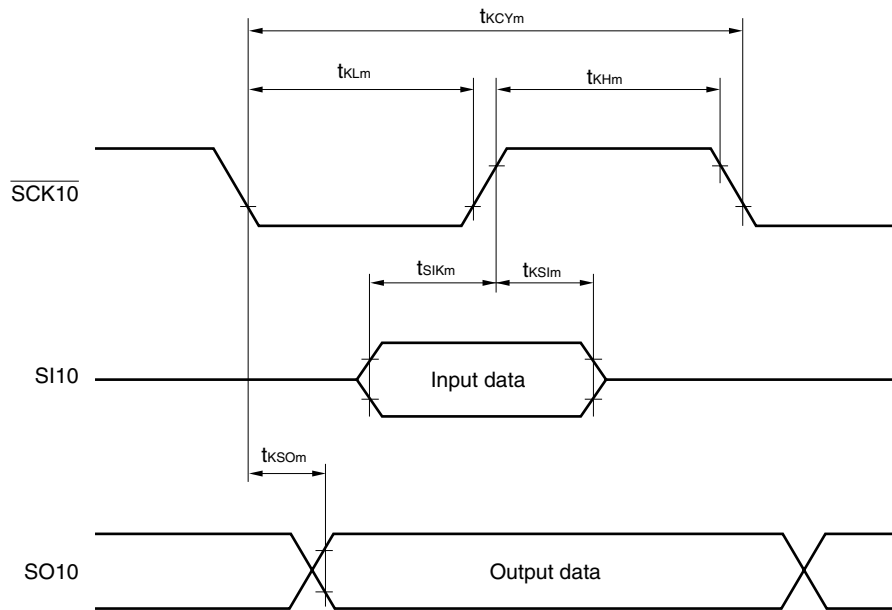 tKCYm
tKLm
tKHm
SCK10
tSIKm
tKSIm
SI10
Input data
tKSOm
SO10
Output data